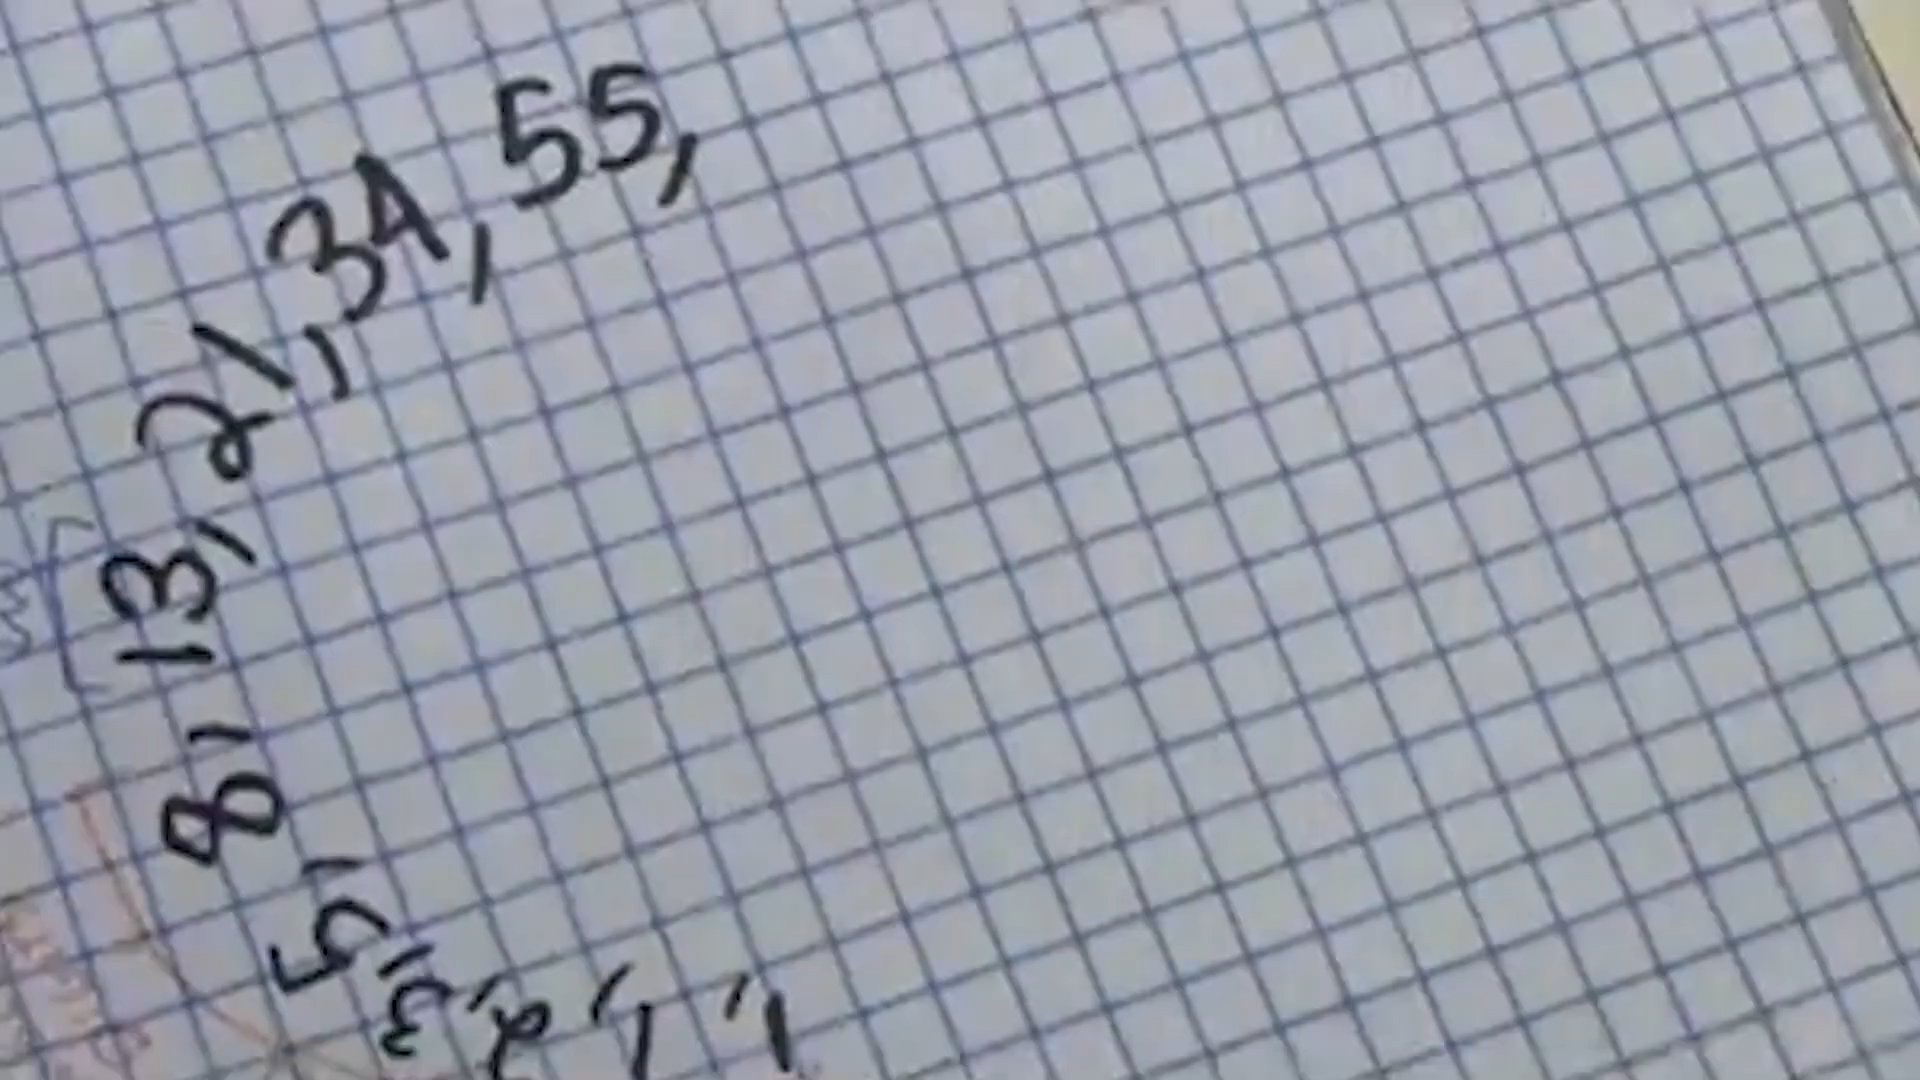 1, 1, 2, 3, 5, 8, 13, 21, 34, 55,